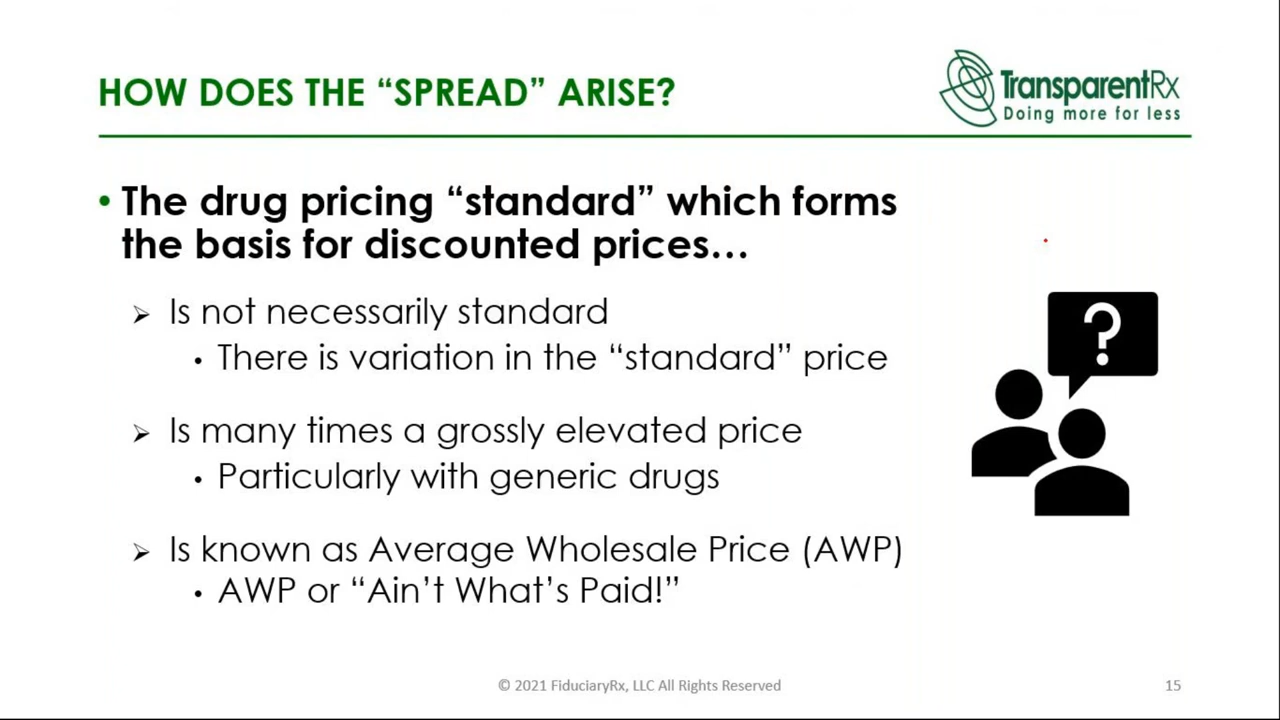 HOW DOES THE “SPREAD” ARISE?
TransparentRx
Doing more for less
• The drug pricing “standard” which forms
the basis for discounted prices…
➢ Is not necessarily standard
• There is variation in the “standard” price
➢ Is many times a grossly elevated price
• Particularly with generic drugs
➢ Is known as Average Wholesale Price (AWP)
• AWP or “Ain’t What’s Paid!”
?
© 2021 FiduciaryRx, LLC All Rights Reserved
15